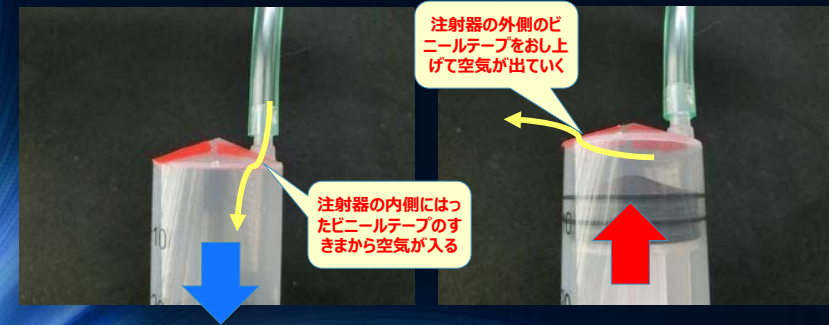 注射器の外側のビ
ニールテープをおし上
げて空気が出ていく
注射器の内側にはっ
たビニールテープのす
きまから空気が入る
10